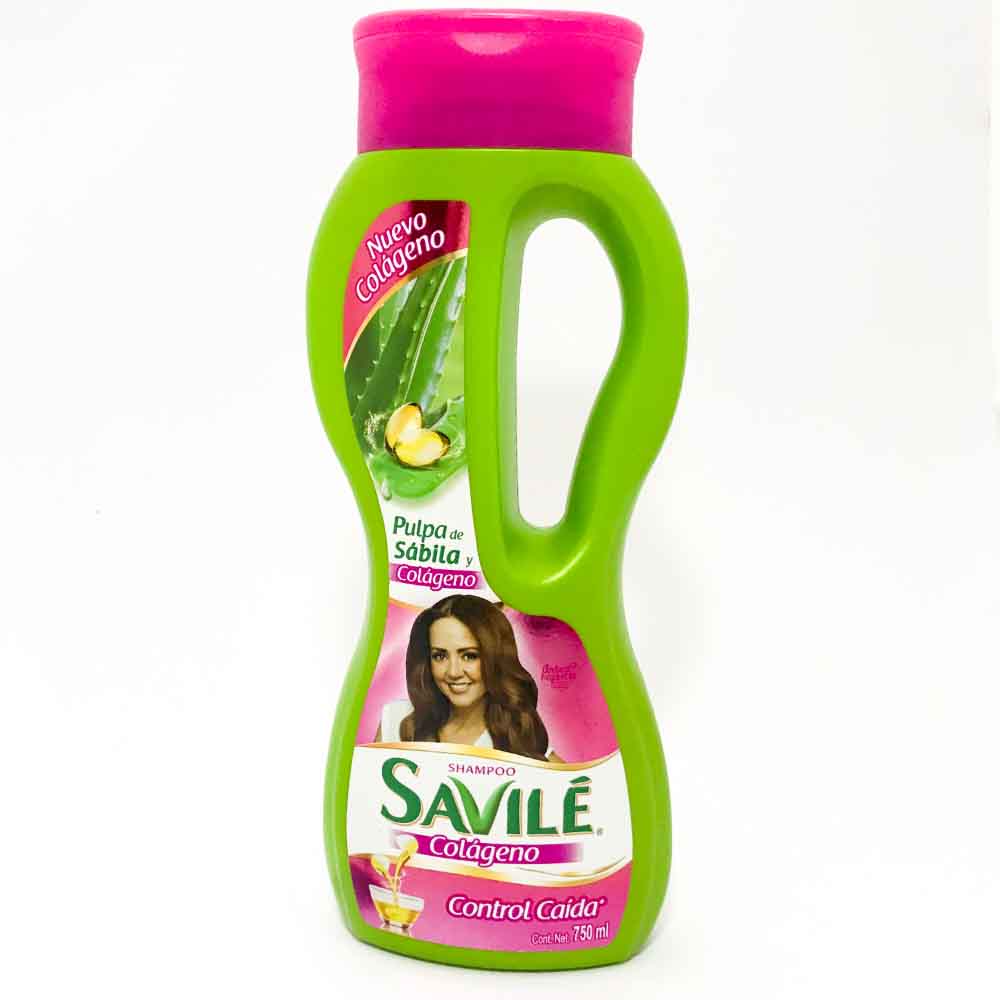 Nuevo
Colágeno
Pulpa de
Sábila y
Colágeno
SHAMPOO
SAVILÉ®
Colágeno
Control Caída*
Cont. Net. 750 ml